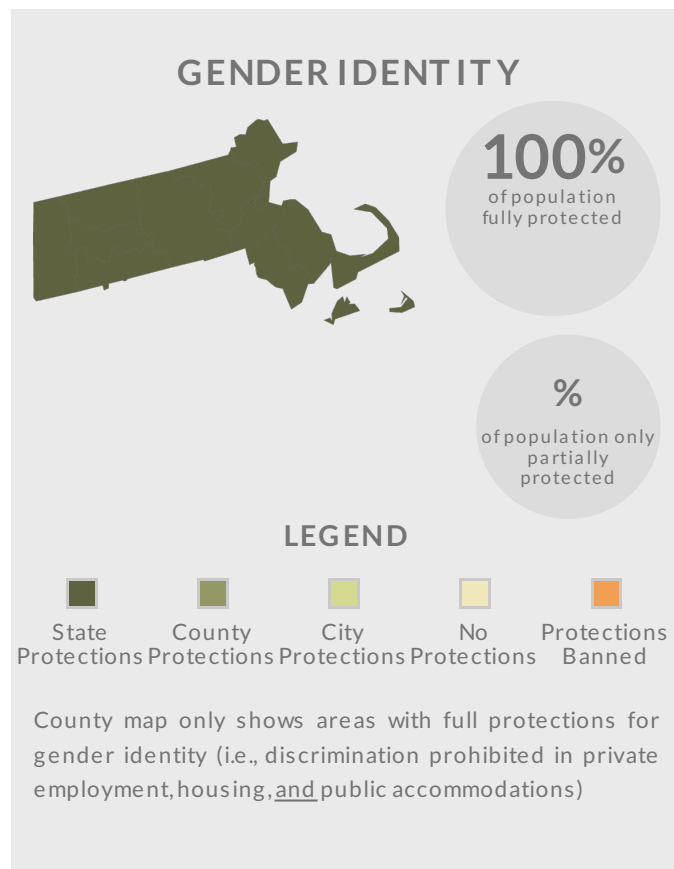 GENDER IDENTITY
100%
of population
fully protected
%
of population only
partially
protected
LEGEND
State
Protections
County
Protections
City
Protections
No
Protections
Protections
Banned
County map only shows areas with full protections for
gender identity (i.e., discrimination prohibited in private
employment, housing, and public accommodations)